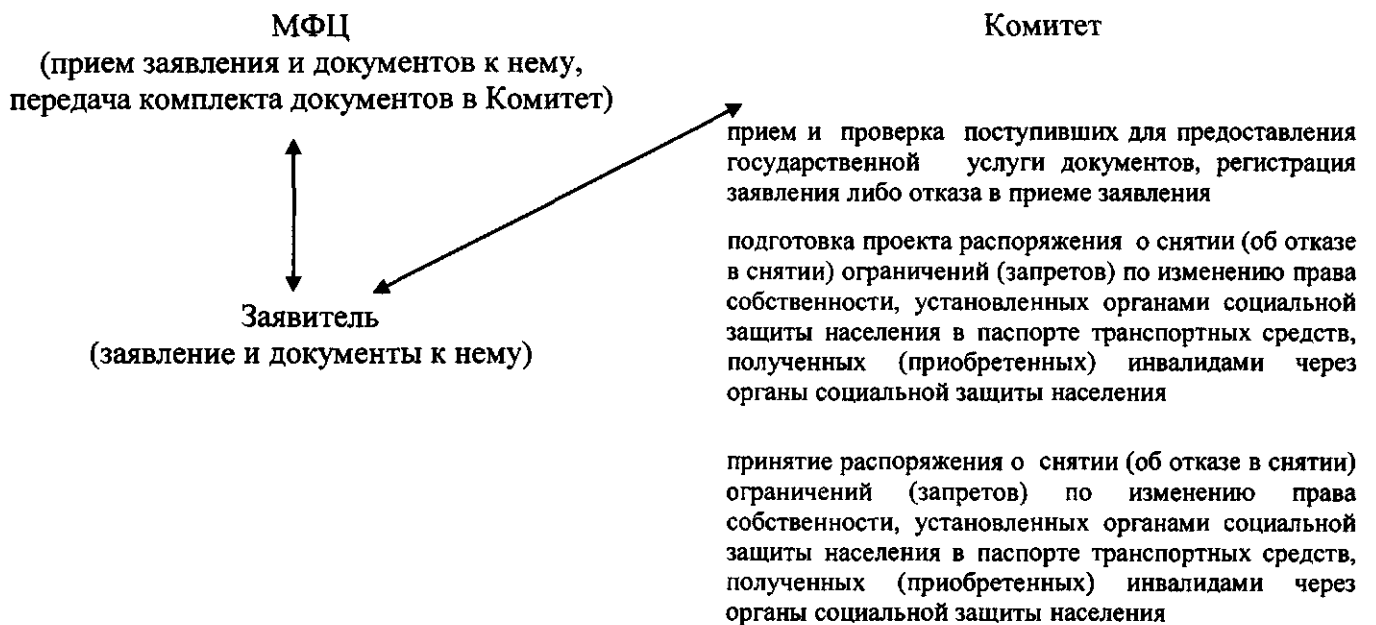 МФЦ
(прием заявления и документов к нему,
передача комплекта документов в Комитет)
Заявитель
(заявление и документы к нему)
Комитет
прием и проверка поступивших для предоставления
государственной услуги документов, регистрация
заявления либо отказа в приеме заявления
подготовка проекта распоряжения о снятии (об отказе
в снятии) ограничений (запретов) по изменению права
собственности, установленных органами социальной
защиты населения в паспорте транспортных средств,
полученных (приобретенных) инвалидами через
органы социальной защиты населения
принятие распоряжения о снятии (об отказе в снятии)
ограничений (запретов) по изменению права
собственности, установленных органами социальной
защиты населения в паспорте транспортных средств,
полученных (приобретенных) инвалидами через
органы социальной защиты населения